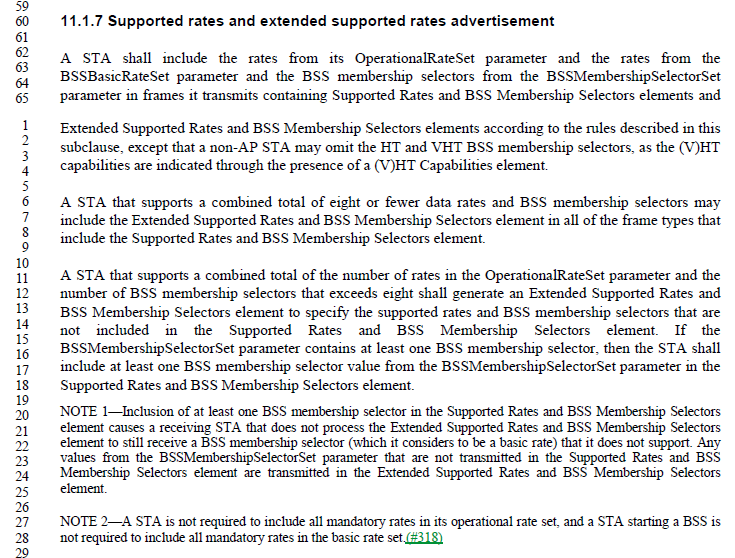 59
60 11.1.7 Supported rates and extended supported rates advertisement
61
62 A STA shall include the rates from its OperationalRateSet parameter and the rates from the
63
64 BSSBasicRateSet parameter and the BSS membership selectors from the BSSMembershipSelectorSet
65 parameter in frames it transmits containing Supported Rates and BSS Membership Selectors elements and
1 Extended Supported Rates and BSS Membership Selectors elements according to the rules described in this
2 subclause, except that a non-AP STA may omit the HT and VHT BSS membership selectors, as the (V)HT
3
4 capabilities are indicated through the presence of a (V)HT Capabilities element.
5
6 A STA that supports a combined total of eight or fewer data rates and BSS membership selectors may
7 include the Extended Supported Rates and BSS Membership Selectors element in all of the frame types that
8 include the Supported Rates and BSS Membership Selectors element.
9
10
11 A STA that supports a combined total of the number of rates in the OperationalRateSet parameter and the
12 number of BSS membership selectors that exceeds eight shall generate an Extended Supported Rates and
13 BSS Membership Selectors element to specify the supported rates and BSS membership selectors that are
14 not included in the Supported Rates and BSS Membership Selectors element. If the
15
16 BSSMembershipSelectorSet parameter contains at least one BSS membership selector, then the STA shall
17 include at least one BSS membership selector value from the BSSMembershipSelectorSet parameter in the
18 Supported Rates and BSS Membership Selectors element.
19
20 NOTE 1—Inclusion of at least one BSS membership selector in the Supported Rates and BSS Membership Selectors
21 element causes a receiving STA that does not process the Extended Supported Rates and BSS Membership Selectors
22 element to still receive a BSS membership selector (which it considers to be a basic rate) that it does not support. Any
23 values from the BSSMembershipSelectorSet parameter that are not transmitted in the Supported Rates and BSS
24 Membership Selectors element are transmitted in the Extended Supported Rates and BSS Membership Selectors
25 element.
26
27 NOTE 2—A STA is not required to include all mandatory rates in its operational rate set, and a STA starting a BSS is
28 not required to include all mandatory rates in the basic rate set.(#318)
29